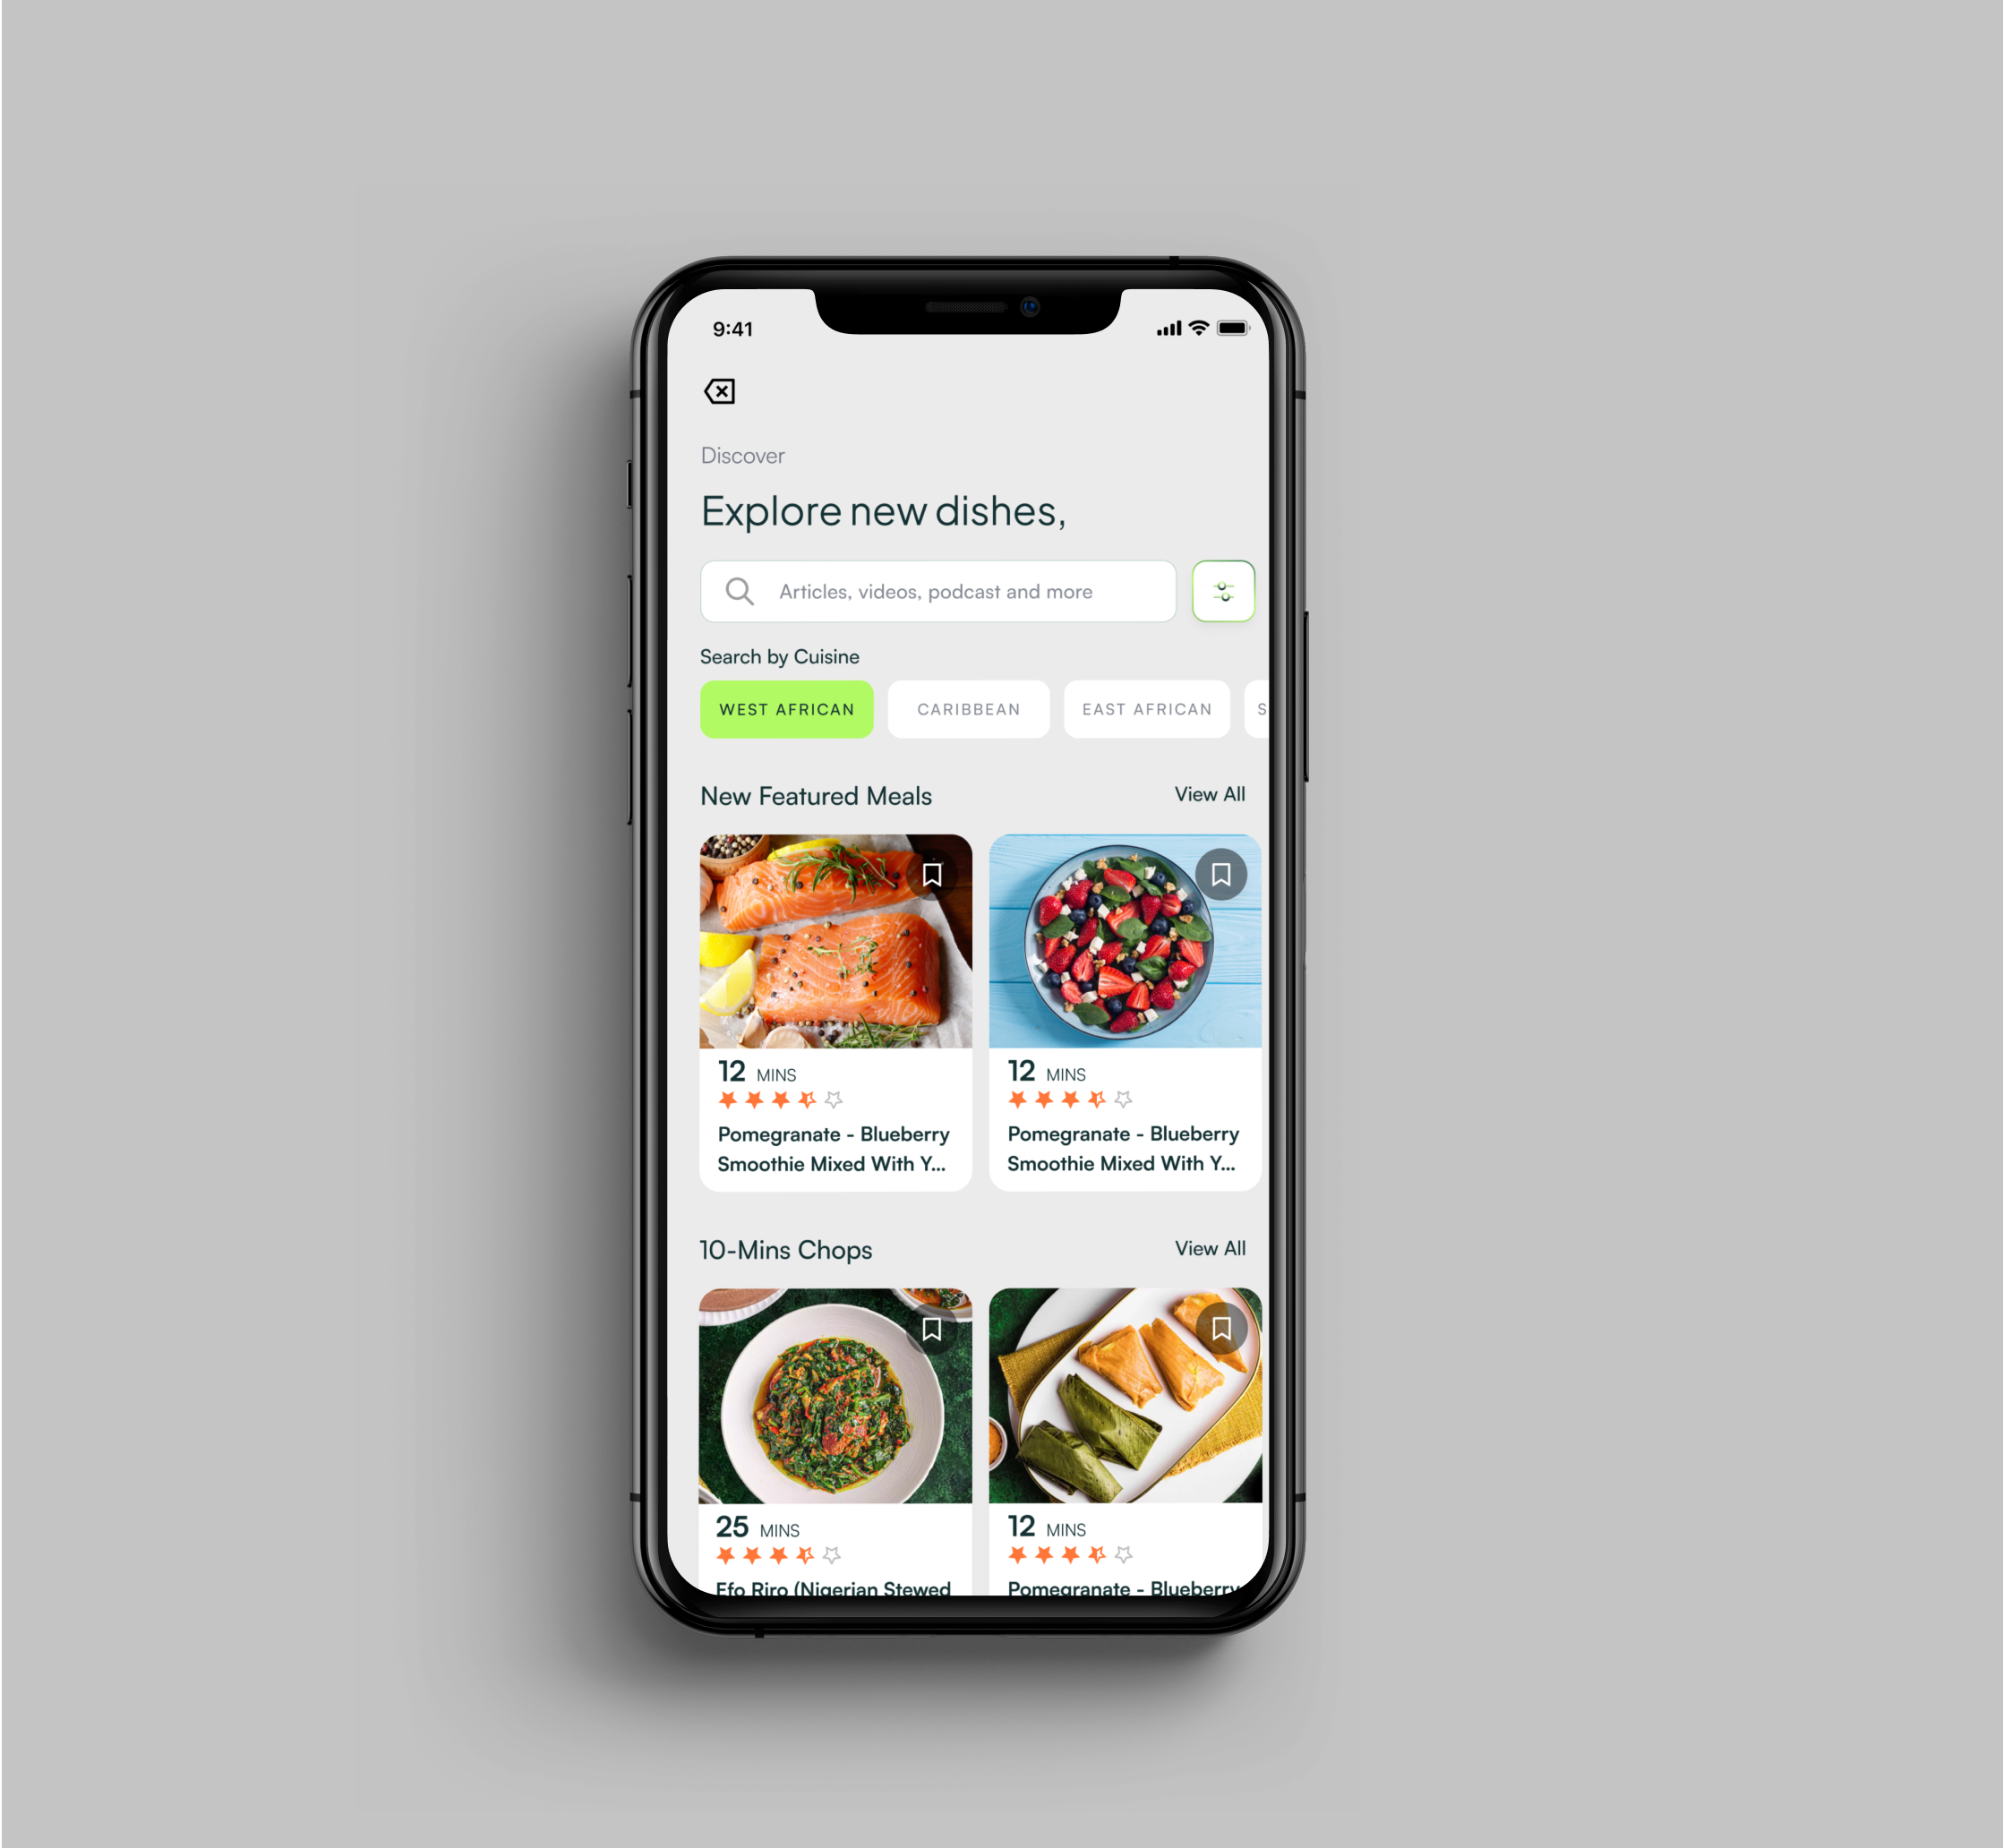 9:41
Discover
Explore new dishes,
Articles, videos, podcast and more
Search by Cuisine
WEST AFRICAN CARIBBEAN EAST AFRICAN S
New Featured Meals View All
12 MINS 12 MINS
Pomegranate - Blueberry
Smoothie Mixed With Y...
Pomegranate - Blueberry
Smoothie Mixed With Y...
10-Mins Chops View All
25 MINS 12 MINS
Efo Riro (Nigerian Stewed
Pomegranate - Blueberry